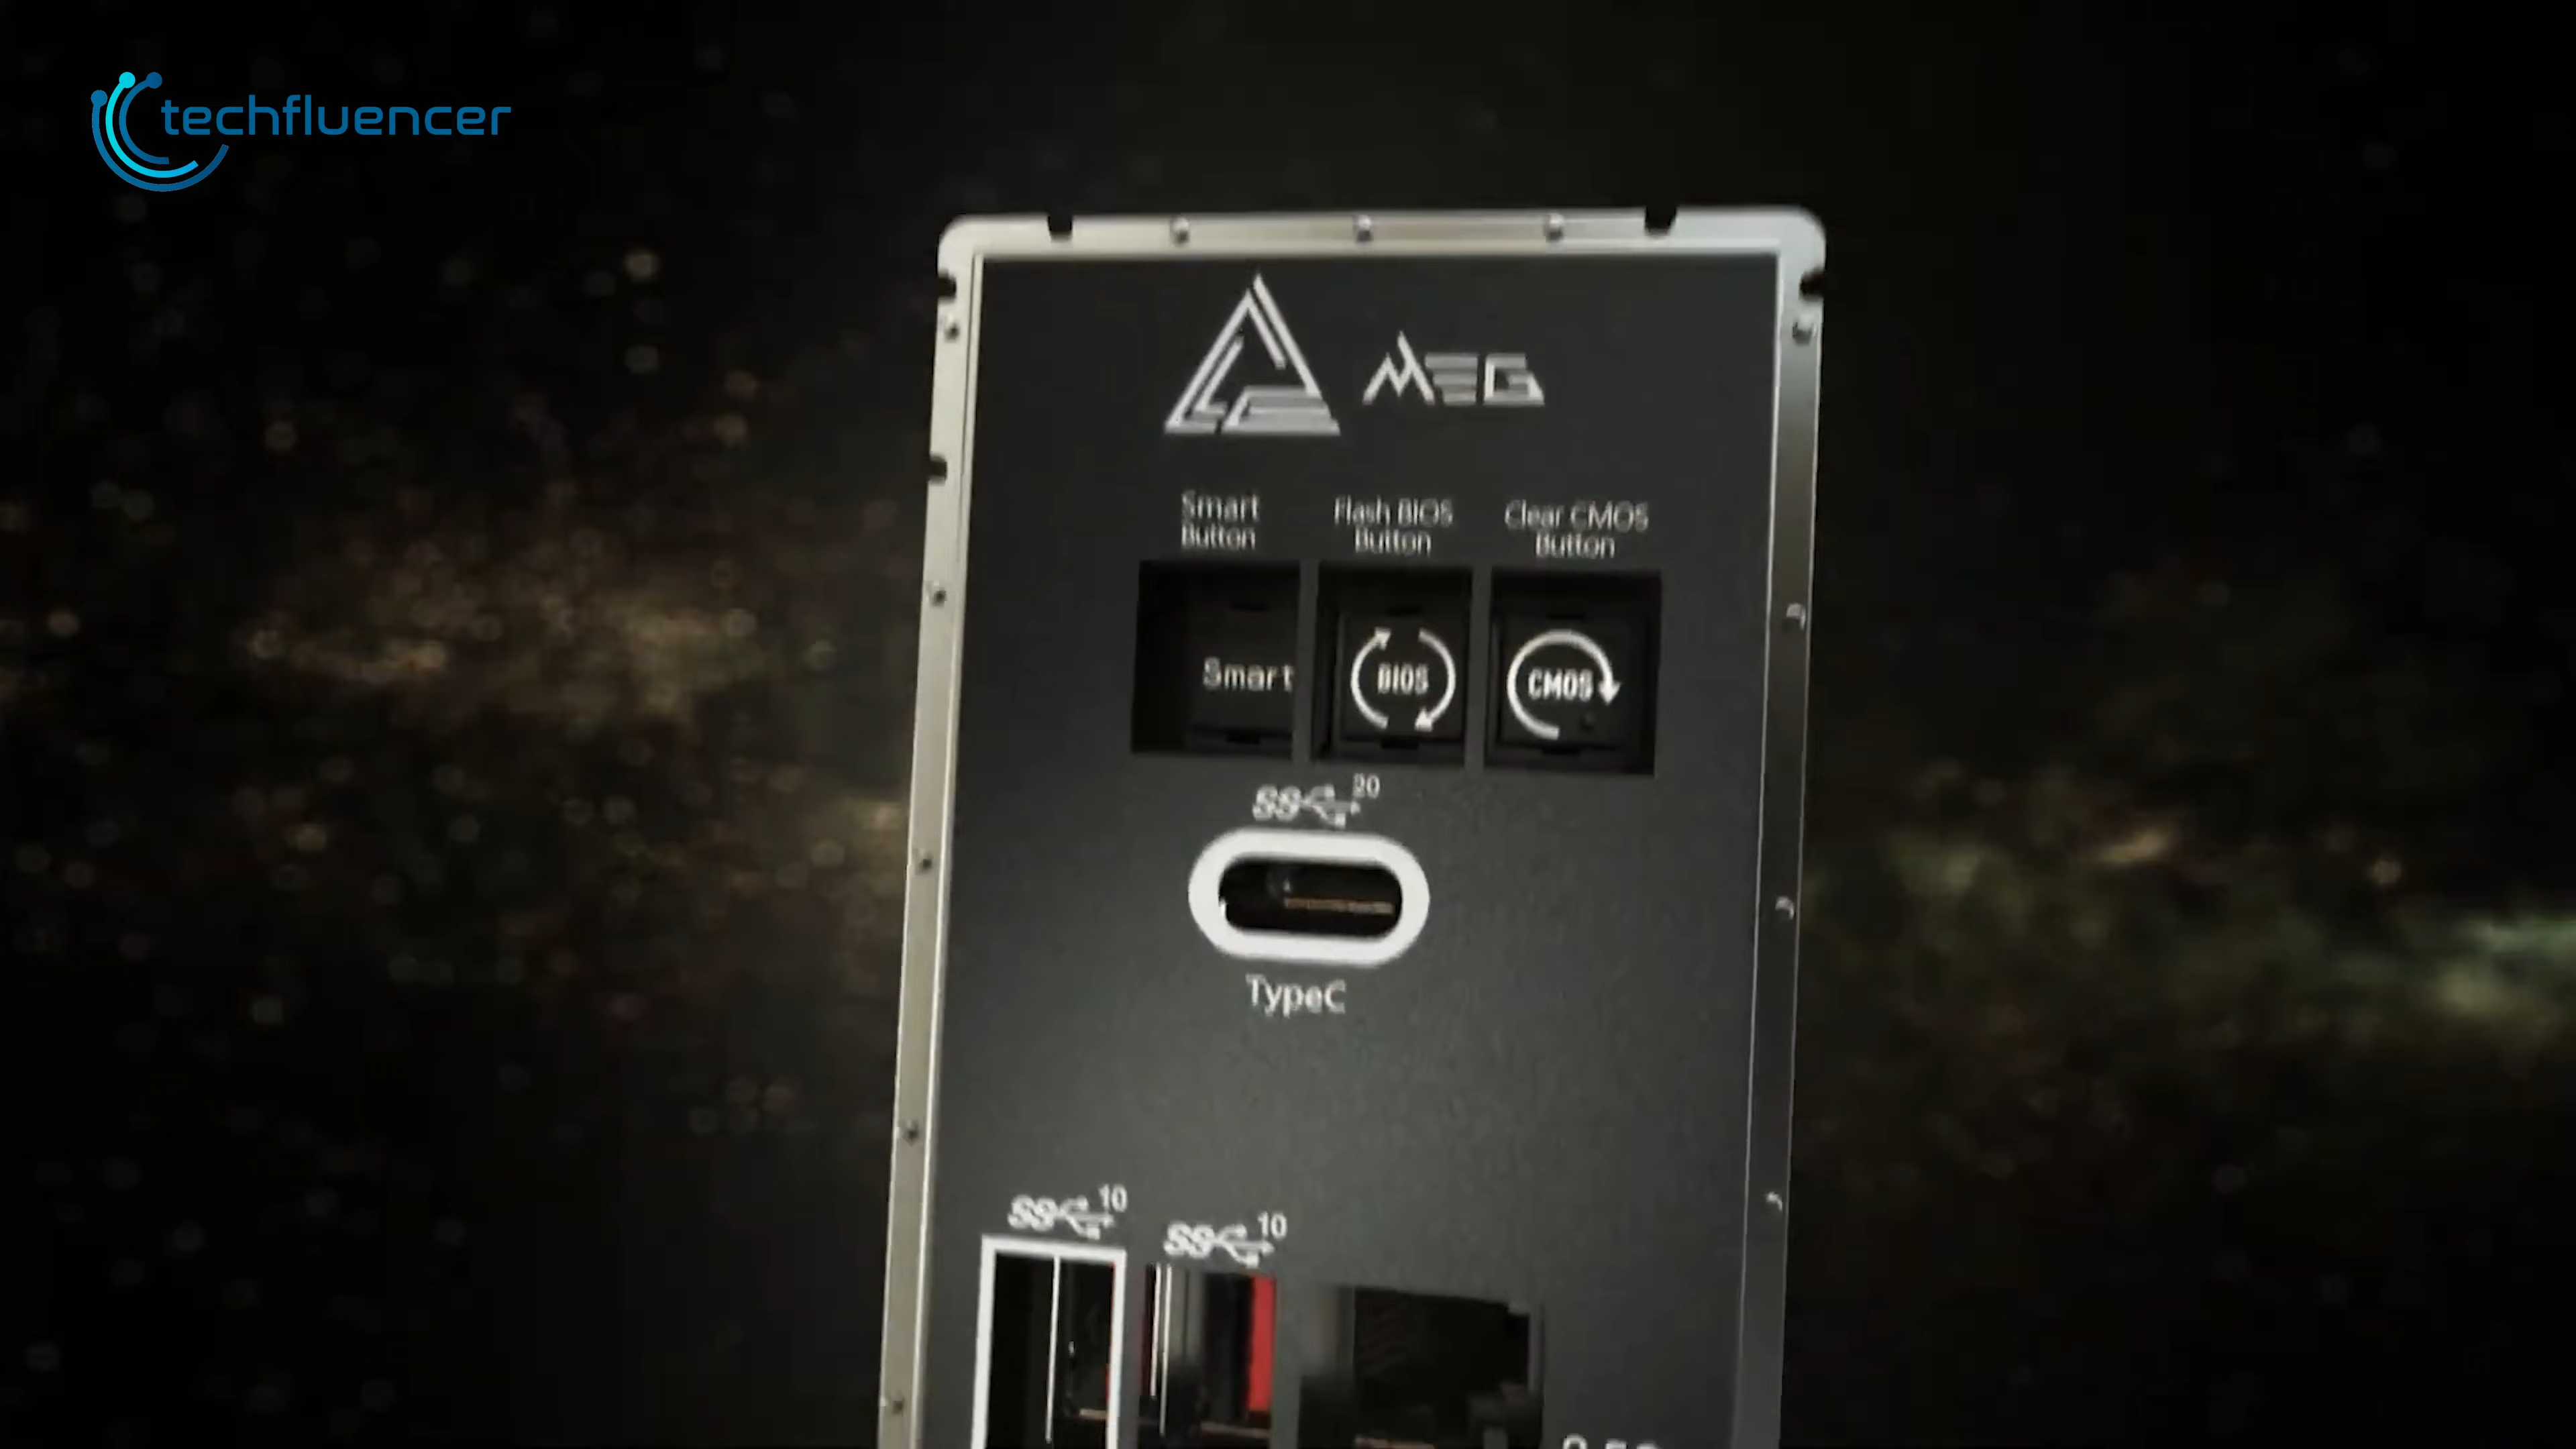 techfluencer
MEG
Smart
Button
Flash BIOS
Button
Clear CMOS
Button
Smart
BIOS
CMOS
SS 20
TypeC
SS 10
SS 10